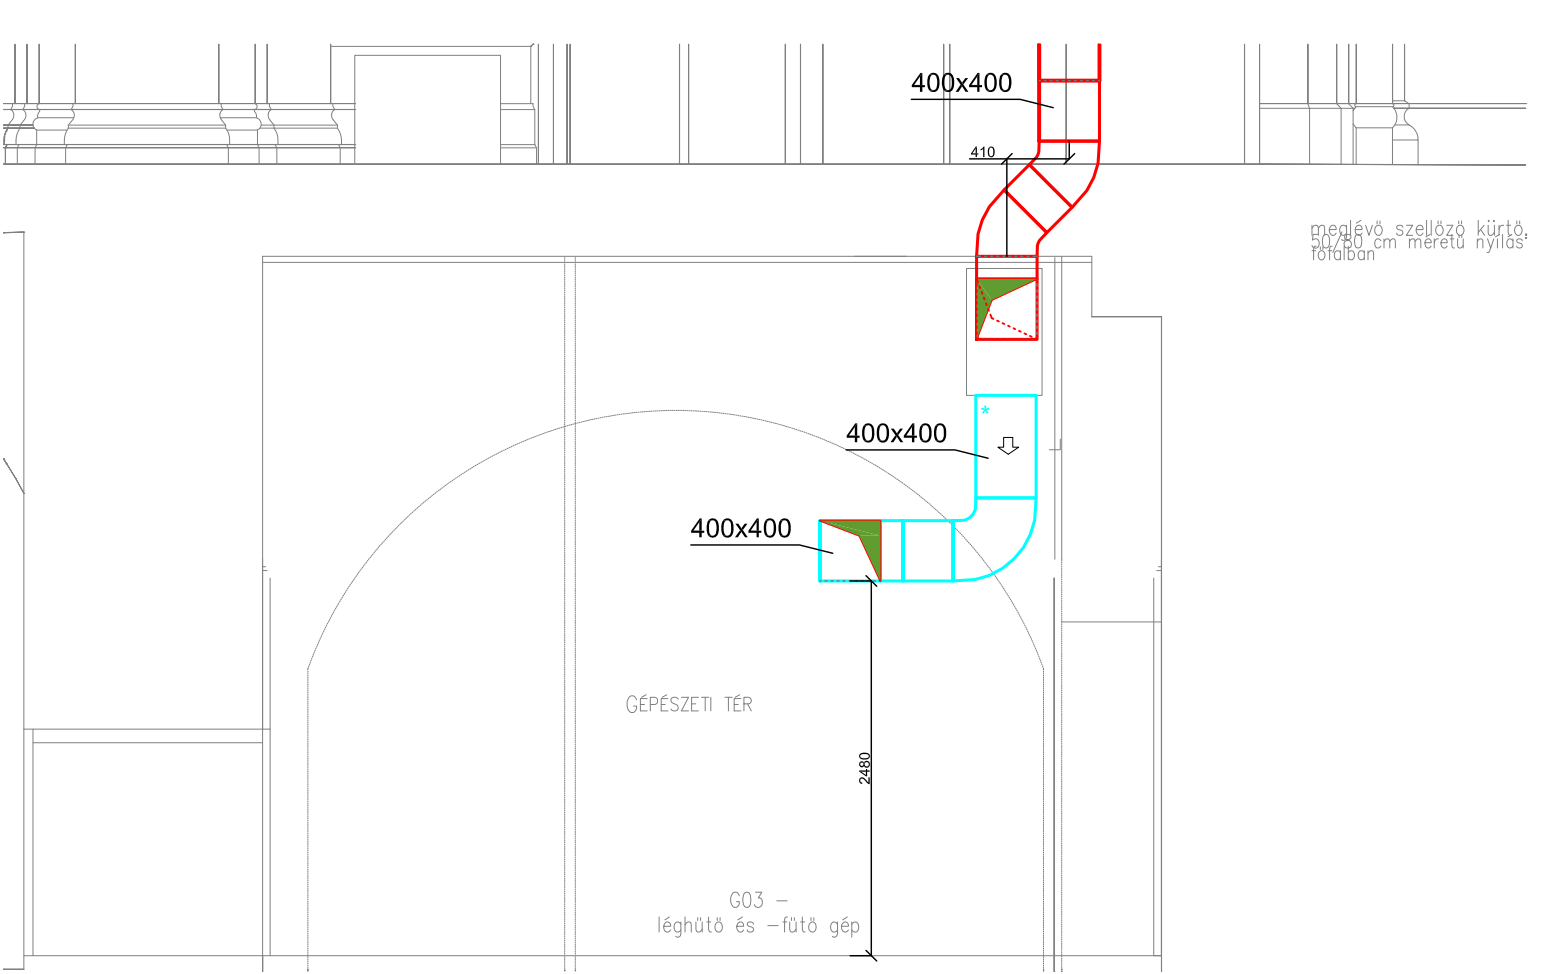 400x400
410
meglévő szellőző kürtő,
50/80 cm méretű nyílás
főfalban
400x400
*
400x400
GÉPÉSZETI TÉR
2480
G03 –
léghűtő és –fűtő gép